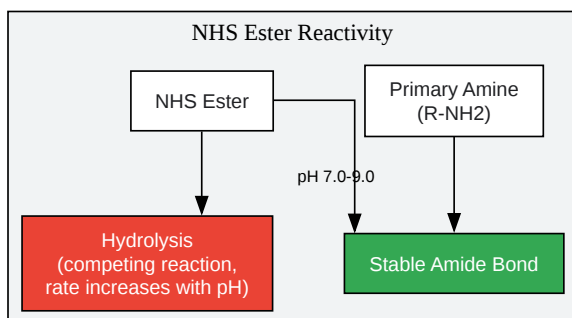 NHS Ester Reactivity
NHS Ester
Primary Amine
(R-NH2)
pH 7.0-9.0
Hydrolysis
(competing reaction,
rate increases with pH)
Stable Amide Bond